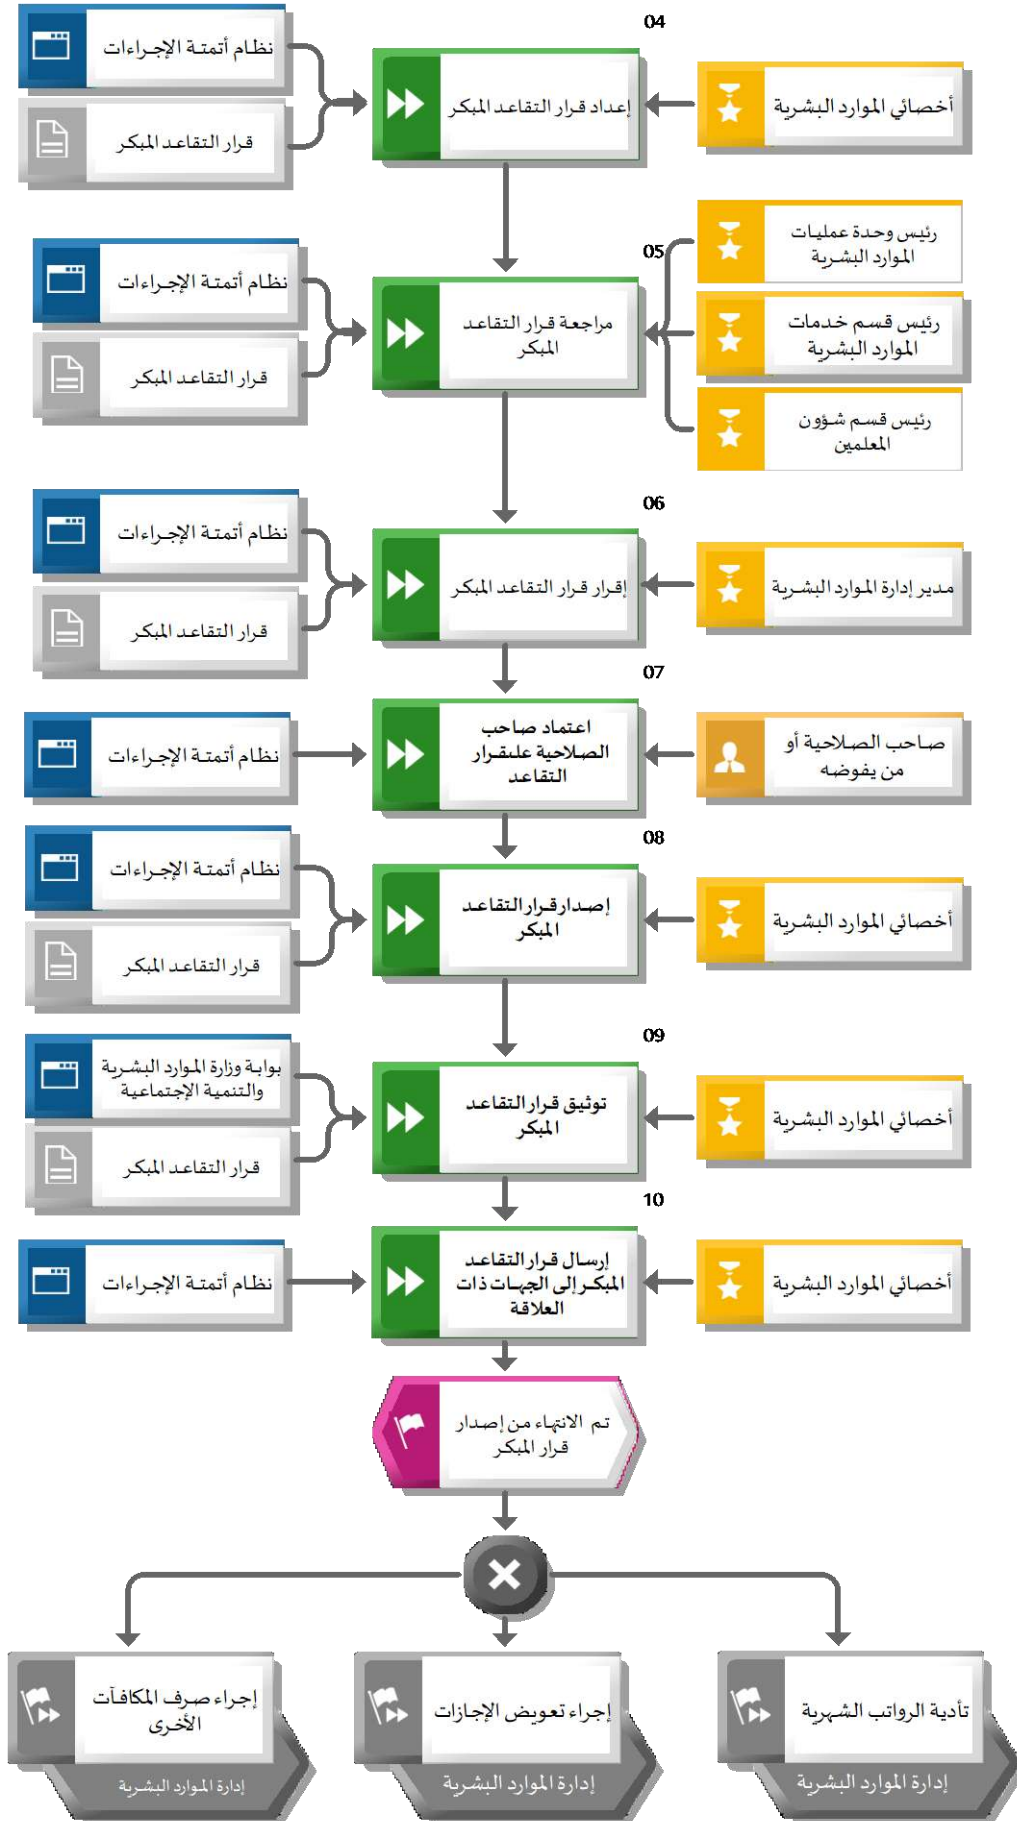 04
أخصائي الموارد البشرية
إعداد قرار التقاعد المبكر
نظام أتمتة الإجراءات
قرار التقاعد المبكر
05
رئيس وحدة عمليات
الموارد البشرية
رئيس قسم خدمات
الموارد البشرية
رئيس قسم شؤون
المعلمين
مراجعة قرار التقاعد
المبكر
نظام أتمتة الإجراءات
قرار التقاعد المبكر
06
مدير إدارة الموارد البشرية
إقرار قرار التقاعد المبكر
نظام أتمتة الإجراءات
قرار التقاعد المبكر
07
صاحب الصلاحية أو
من يفوضه
اعتماد صاحب
الصلاحية علىقرار
التقاعد
نظام أتمتة الإجراءات
08
أخصائي الموارد البشرية
إصدارقرار التقاعد
المبكر
نظام أتمتة الإجراءات
قرار التقاعد المبكر
09
أخصائي الموارد البشرية
توثيق قرار التقاعد
المبكر
بوابة وزارة الموارد البشرية
والتنمية الإجتماعية
قرار التقاعد المبكر
10
أخصائي الموارد البشرية
إرسال قرار التقاعد
المبكر إلى الجهات ذات
العلاقة
نظام أتمتة الإجراءات
تم الانتهاء من إصدار
قرار المبكر
تأدية الرواتب الشهرية
إدارة الموارد البشرية
إجراء تعويض الإجازات
إدارة الموارد البشرية
إجراء صرف المكافآت
الأخرى
إدارة الموارد البشرية